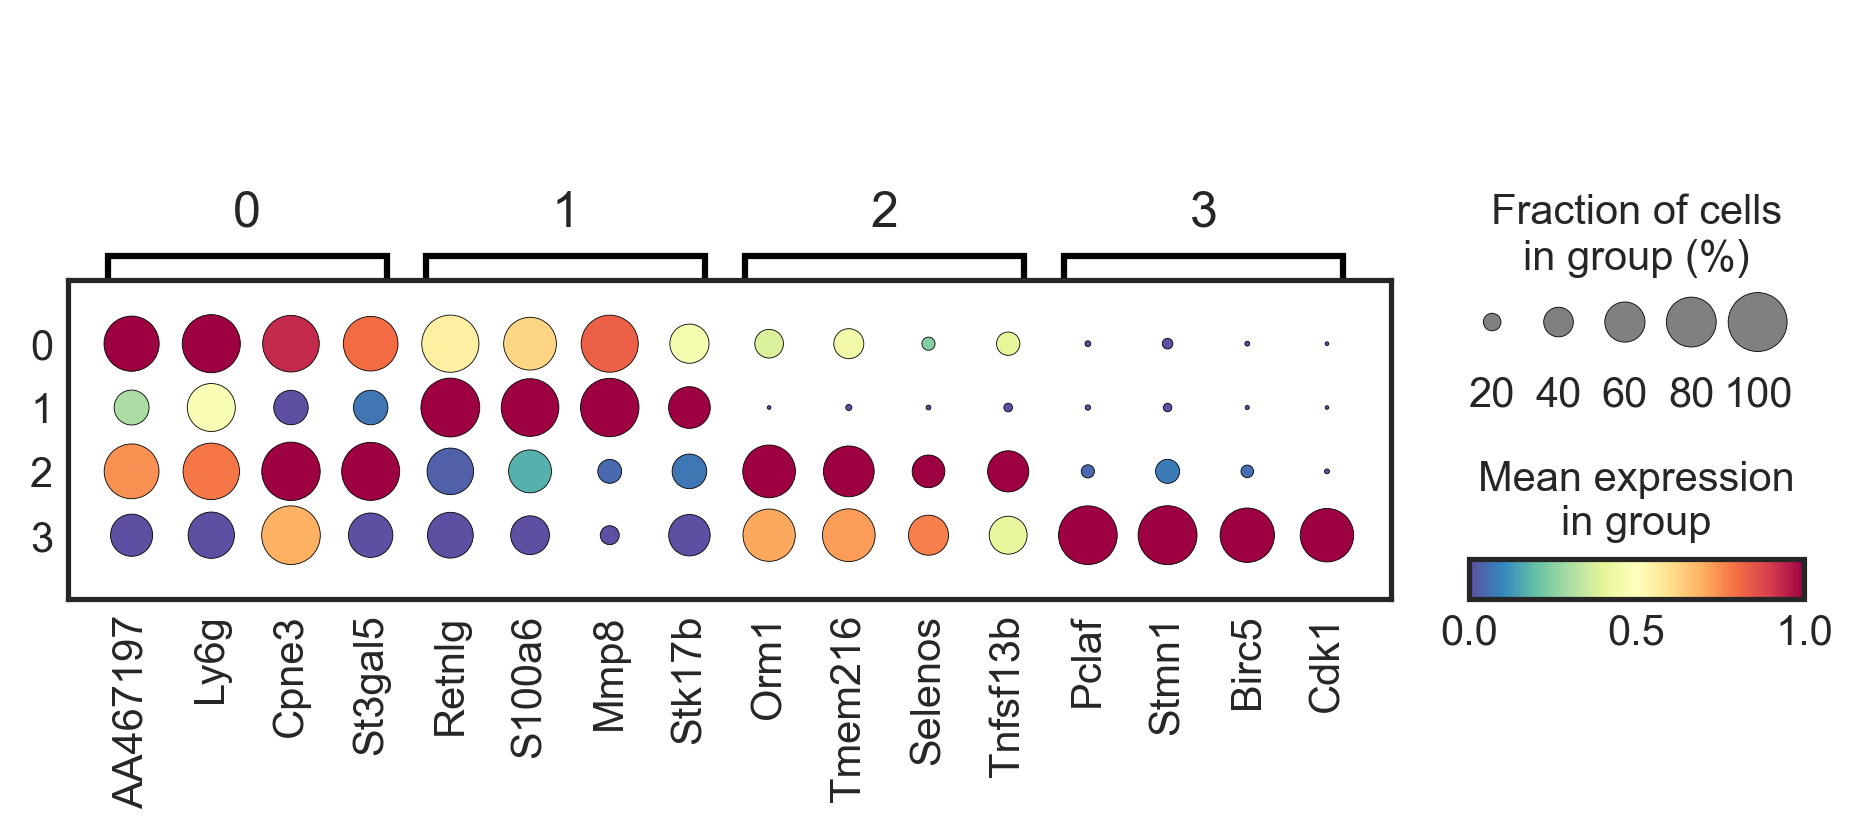 0 1 2 3
0
1
2
3
AA467197 Ly6g Cpne3 St3gal5 Retnlg S100a6 Mmp8 Stk17b Orm1 Tmem216 Selenos Tnfsf13b Pclaf Stmn1 Birc5 Cdk1
Fraction of cells
in group (%)
20 40 60 80 100
Mean expression
in group
0.0 0.5 1.0